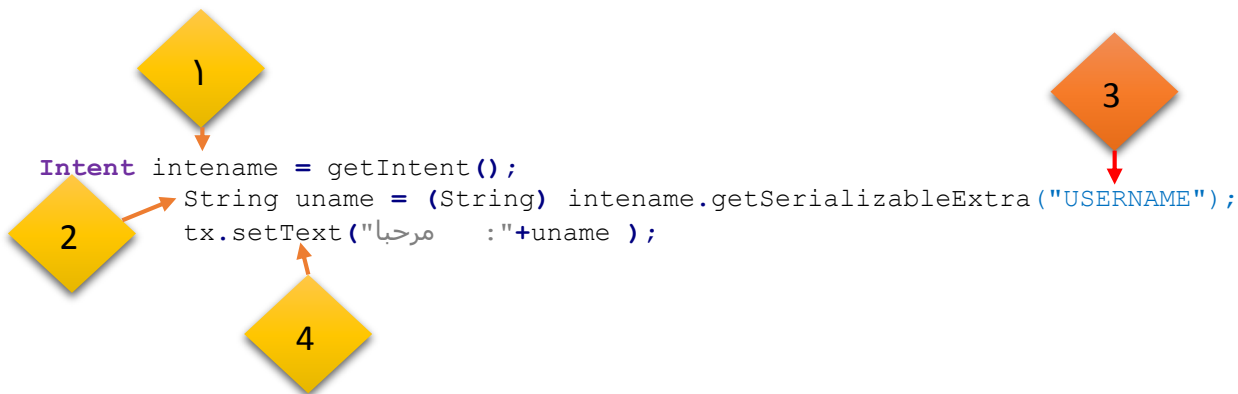 ١
3
Intent intename = getIntent();
String uname = (String) intename.getSerializableExtra("USERNAME");
2
tx.setText("مرحبا   :"+uname );
4